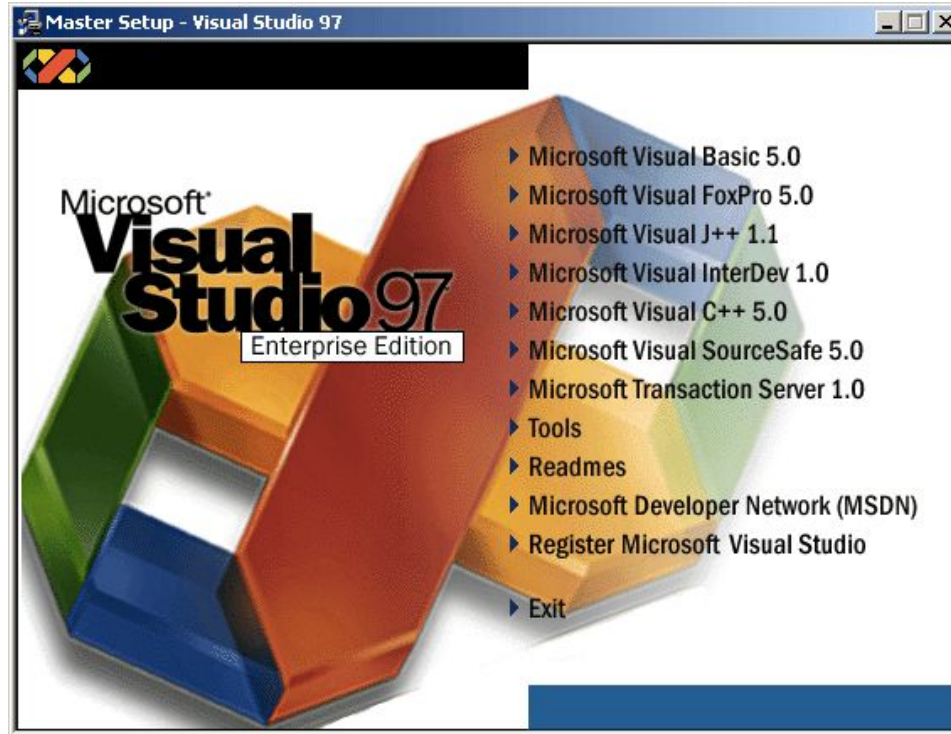 Master Setup - Visual Studio 97
Microsoft®
Visual
Studio 97
Enterprise Edition
Microsoft Visual Basic 5.0
Microsoft Visual FoxPro 5.0
Microsoft Visual J++ 1.1
Microsoft Visual InterDev 1.0
Microsoft Visual C++ 5.0
Microsoft Visual SourceSafe 5.0
Microsoft Transaction Server 1.0
Tools
Readmes
Microsoft Developer Network (MSDN)
Register Microsoft Visual Studio
Exit